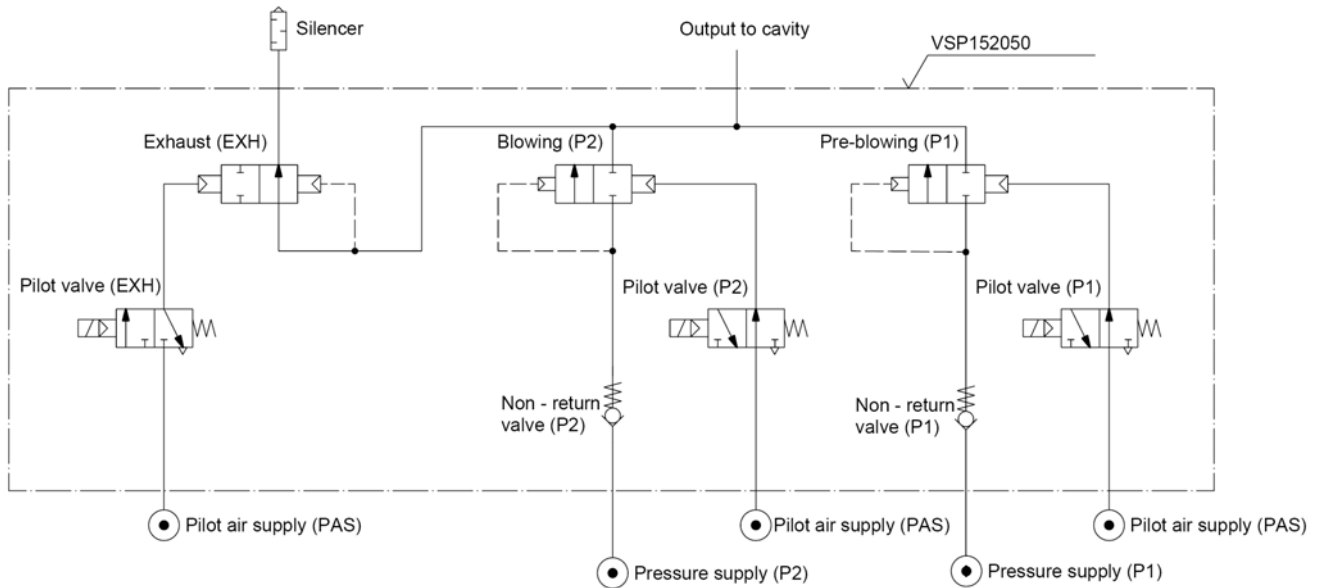 Silencer
Output to cavity
VSP152050
Exhaust (EXH)
Blowing (P2)
Pre-blowing (P1)
Pilot valve (EXH)
Pilot valve (P2)
Pilot valve (P1)
Non - return
valve (P2)
Non - return
valve (P1)
Pilot air supply (PAS)
Pilot air supply (PAS)
Pilot air supply (PAS)
Pressure supply (P2)
Pressure supply (P1)